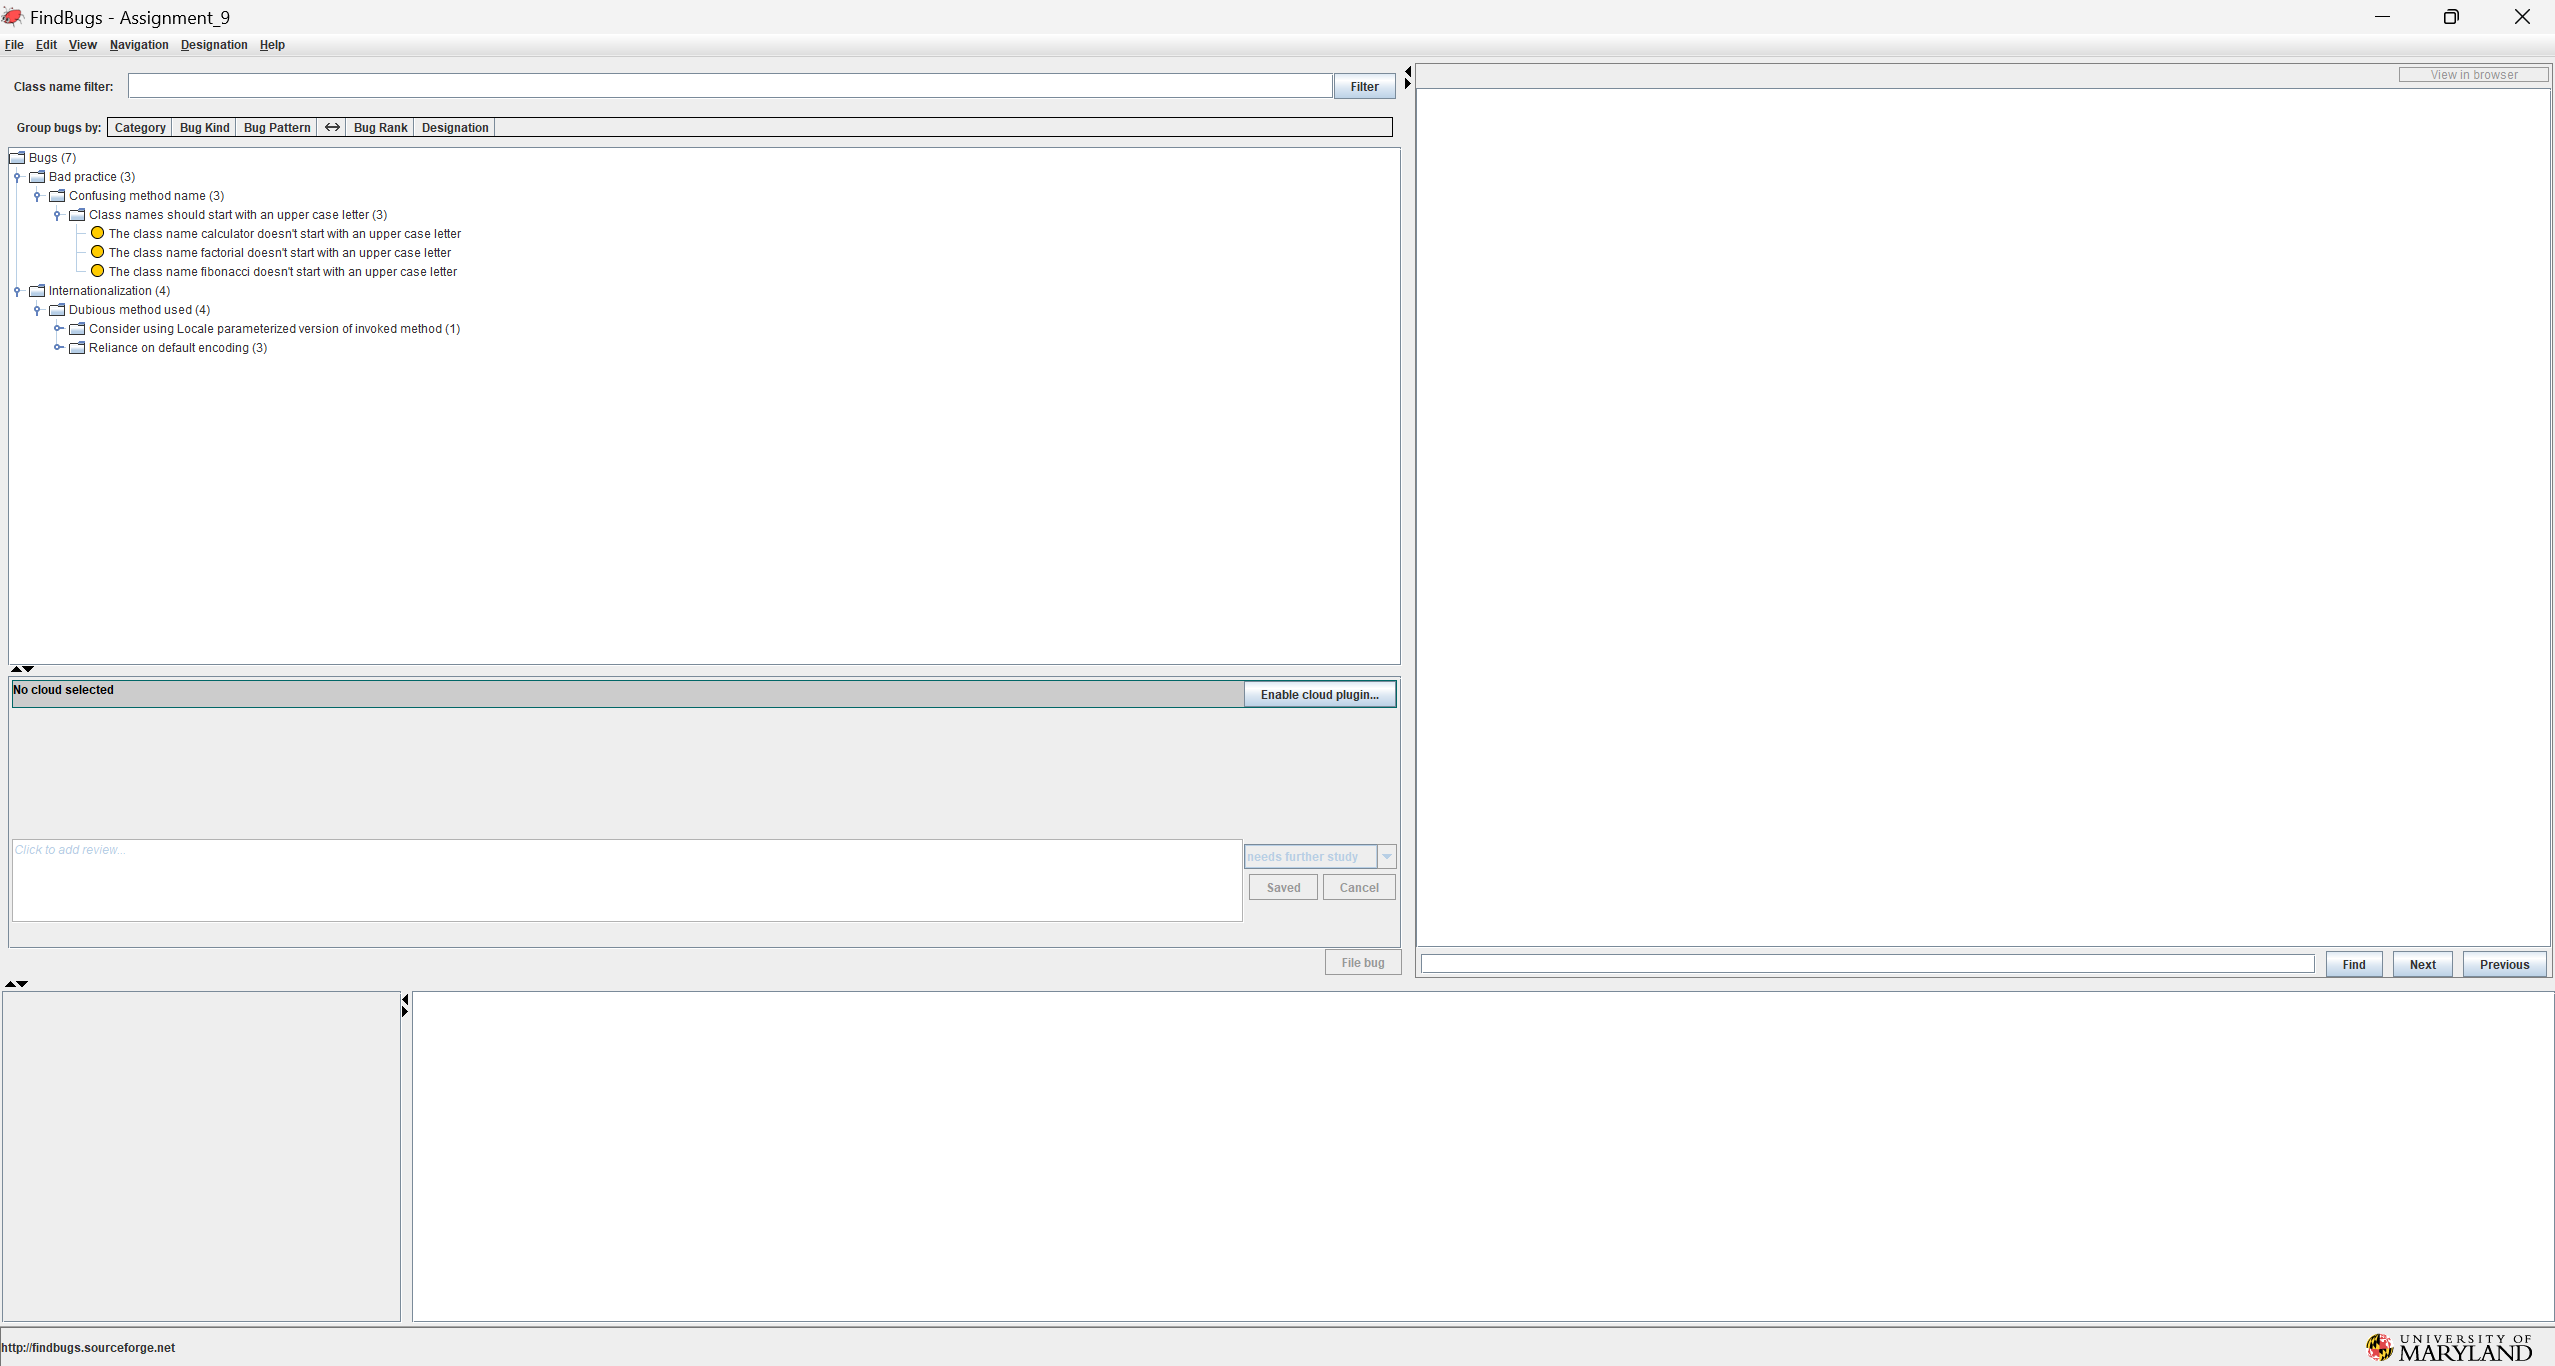 FindBugs - Assignment_9
File Edit View Navigation Designation Help
Class name filter: Filter
View in browser
Group bugs by: Category Bug Kind Bug Pattern ↔ Bug Rank Designation
Bugs (7)
Bad practice (3)
Confusing method name (3)
Class names should start with an upper case letter (3)
The class name calculator doesn't start with an upper case letter
The class name factorial doesn't start with an upper case letter
The class name fibonacci doesn't start with an upper case letter
Internationalization (4)
Dubious method used (4)
Consider using Locale parameterized version of invoked method (1)
Reliance on default encoding (3)
No cloud selected Enable cloud plugin...
Click to add review...
needs further study
Saved Cancel
File bug
Find Next Previous
http://findbugs.sourceforge.net
UNIVERSITY OF
MARYLAND